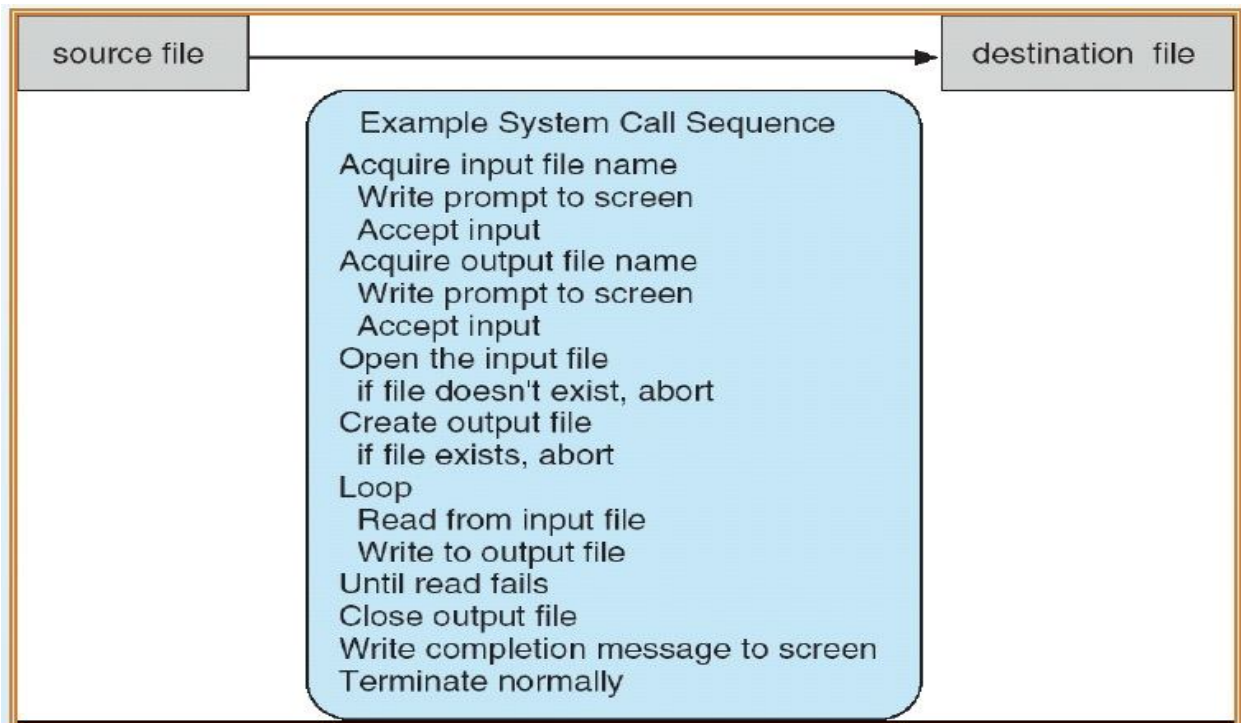 source file
destination file
Example System Call Sequence
Acquire input file name
Write prompt to screen
Accept input
Acquire output file name
Write prompt to screen
Accept input
Open the input file
if file doesn't exist, abort
Create output file
if file exists, abort
Loop
Read from input file
Write to output file
Until read fails
Close output file
Write completion message to screen
Terminate normally